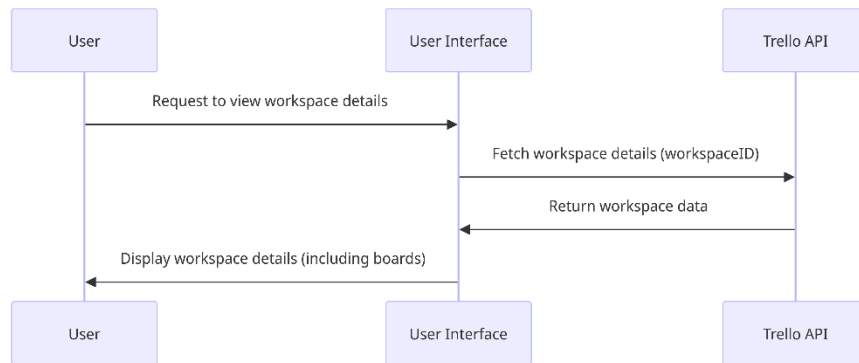 User
User Interface
Trello API
Request to view workspace details
Fetch workspace details (workspaceID)
Return workspace data
Display workspace details (including boards)
User
User Interface
Trello API